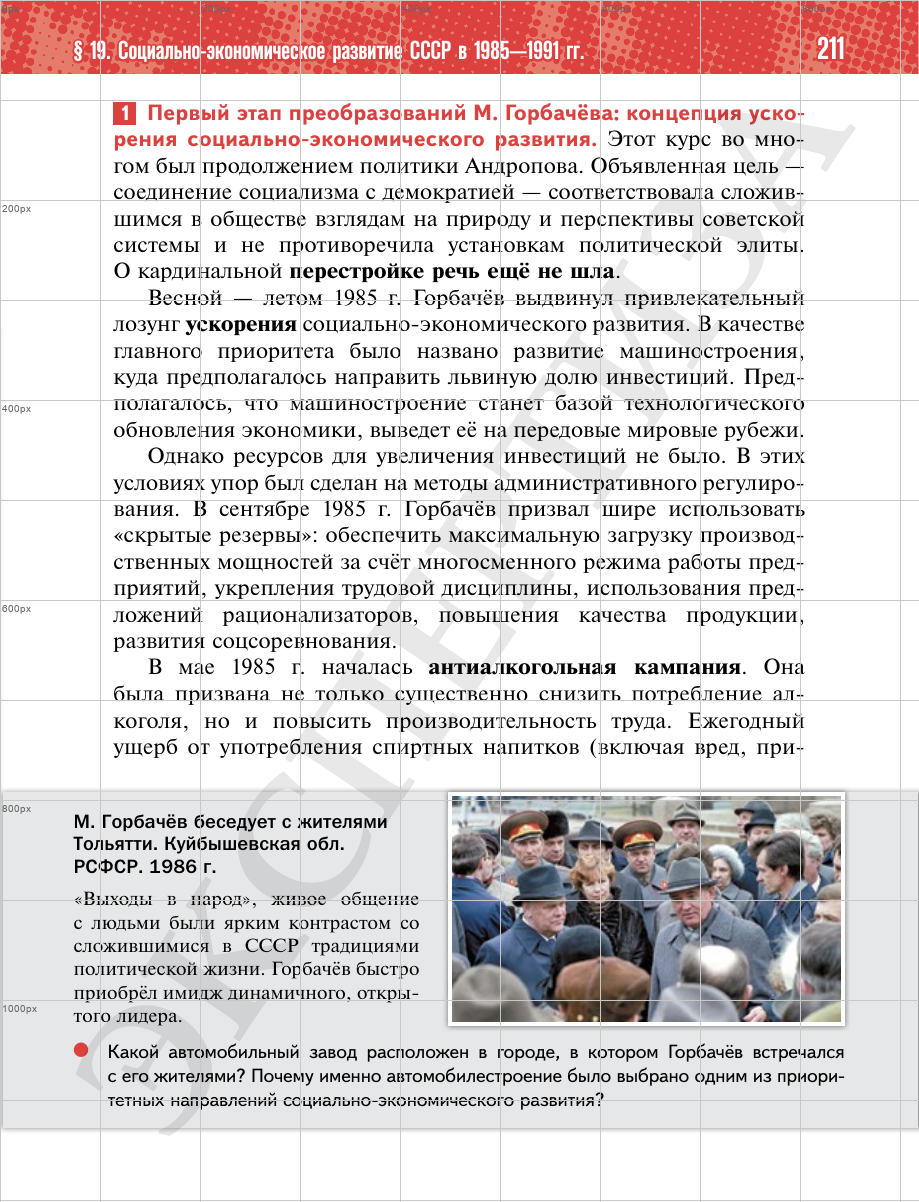 § 19. Социально-экономическое развитие СССР в 1985—1991 гг. 211
1 Первый этап преобразований М. Горбачёва: концепция уско-
рения социально-экономического развития. Этот курс во мно-
гом был продолжением политики Андропова. Объявленная цель —
соединение социализма с демократией — соответствовала сложив-
шимся в обществе взглядам на природу и перспективы советской
системы и не противоречила установкам политической элиты.
О кардинальной перестройке речь ещё не шла.
Весной — летом 1985 г. Горбачёв выдвинул привлекательный
лозунг ускорения социально-экономического развития. В качестве
главного приоритета было названо развитие машиностроения,
куда предполагалось направить львиную долю инвестиций. Пред-
полагалось, что машиностроение станет базой технологического
обновления экономики, выведет её на передовые мировые рубежи.
Однако ресурсов для увеличения инвестиций не было. В этих
условиях упор был сделан на методы административного регулиро-
вания. В сентябре 1985 г. Горбачёв призвал шире использовать
«скрытые резервы»: обеспечить максимальную загрузку производ-
ственных мощностей за счёт многосменного режима работы пред-
приятий, укрепления трудовой дисциплины, использования пред-
ложений рационализаторов, повышения качества продукции,
развития соцсоревнования.
В мае 1985 г. началась антиалкогольная кампания. Она
была призвана не только существенно снизить потребление ал-
коголя, но и повысить производительность труда. Ежегодный
ущерб от употребления спиртных напитков (включая вред, при-
М. Горбачёв беседует с жителями
Тольятти. Куйбышевская обл.
РСФСР. 1986 г.
«Выходы в народ», живое общение
с людьми были ярким контрастом со
сложившимися в СССР традициями
политической жизни. Горбачёв быстро
приобрёл имидж динамичного, откры-
того лидера.
Какой автомобильный завод расположен в городе, в котором Горбачёв встречался
с его жителями? Почему именно автомобилестроение было выбрано одним из приори-
тетных направлений социально-экономического развития?
ЭКСПЕРТИЗА
200px
400px
600px
800px
1000px